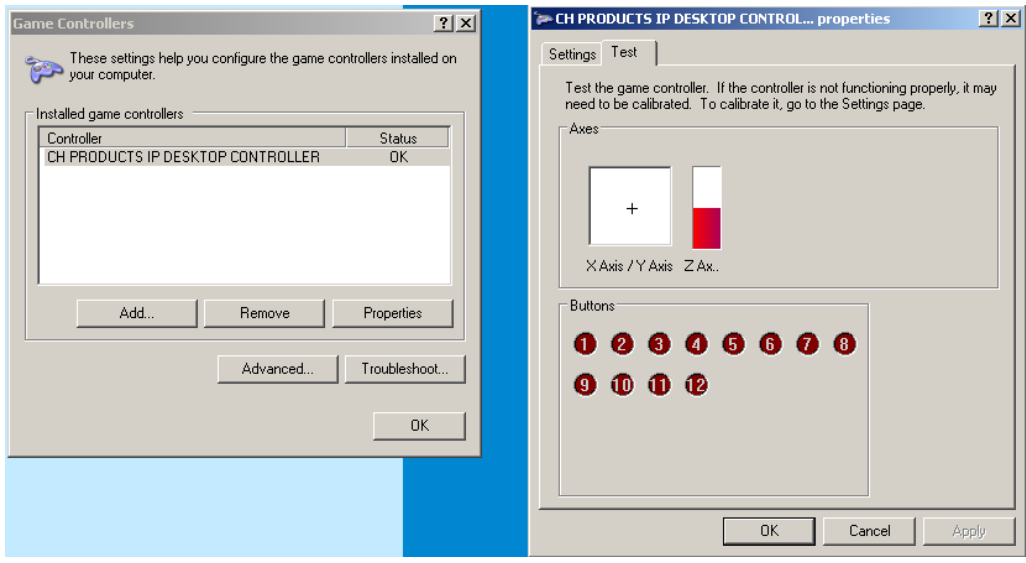 Game Controllers
These settings help you configure the game controllers installed on
your computer.
Installed game controllers
Controller Status
CH PRODUCTS IP DESKTOP CONTROLLER OK
Add... Remove Properties
Advanced... Troubleshoot...
OK
CH PRODUCTS IP DESKTOP CONTROL... properties
Settings Test
Test the game controller. If the controller is not functioning properly, it may
need to be calibrated. To calibrate it, go to the Settings page.
Axes
X Axis / Y Axis Z Ax..
Buttons
1 2 3 4 5 6 7 8
9 10 11 12
OK Cancel Apply